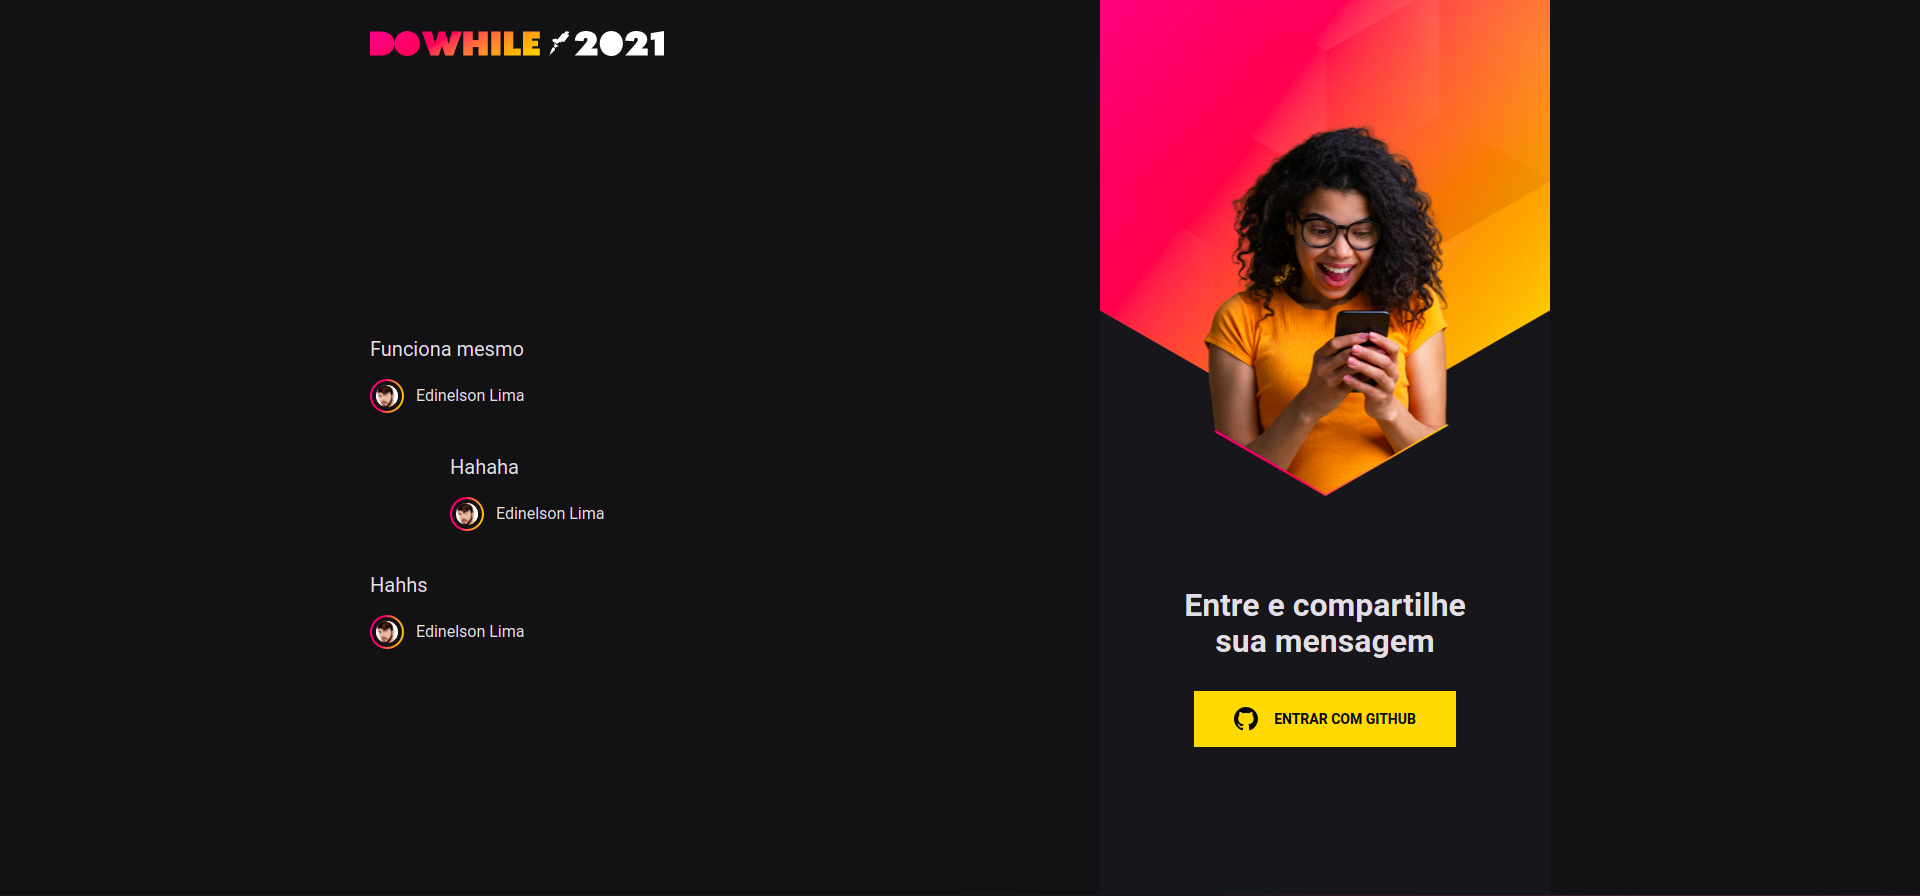 DOWHILE 2021
Funciona mesmo
Edinelson Lima
Hahaha
Edinelson Lima
Hahhs
Edinelson Lima
Entre e compartilhe
sua mensagem
ENTRAR COM GITHUB